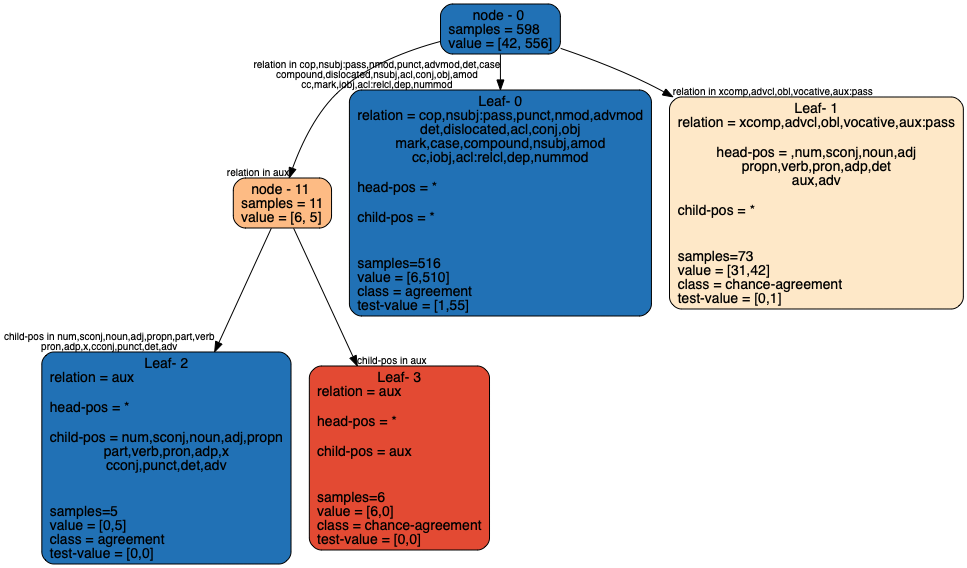 node - 0
samples = 598
value = [42, 556]
relation in cop,nsubj:pass,nmod,punct,advmod,det,case
compound,dislocated,nsubj,acl,conj,obj,amod
cc,mark,iobj,acl:relcl,dep,nummod
relation in xcomp,advcl,obl,vocative,aux:pass
Leaf- 0
relation = cop,nsubj:pass,punct,nmod,advmod
det,dislocated,acl,conj,obj
mark,case,compound,nsubj,amod
cc,iobj,acl:relcl,dep,nummod
head-pos = *
child-pos = *
samples=516
value = [6,510]
class = agreement
test-value = [1,55]
Leaf- 1
relation = xcomp,advcl,obl,vocative,aux:pass
head-pos = ,num,sconj,noun,adj
propn,verb,pron,adp,det
aux,adv
child-pos = *
samples=73
value = [31,42]
class = chance-agreement
test-value = [0,1]
relation in aux
node - 11
samples = 11
value = [6, 5]
child-pos in num,sconj,noun,adj,propn,part,verb
pron,adp,x,cconj,punct,det,adv
child-pos in aux
Leaf- 2
relation = aux
head-pos = *
child-pos = num,sconj,noun,adj,propn
part,verb,pron,adp,x
cconj,punct,det,adv
samples=5
value = [0,5]
class = agreement
test-value = [0,0]
Leaf- 3
relation = aux
head-pos = *
child-pos = aux
samples=6
value = [6,0]
class = chance-agreement
test-value = [0,0]